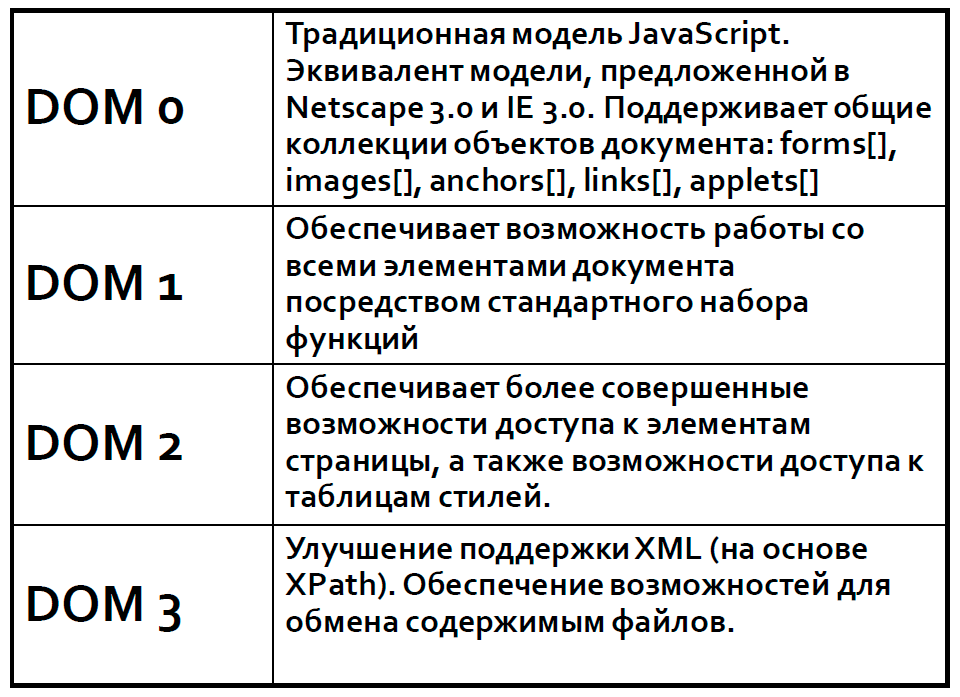 DOM 0
Традиционная модель JavaScript.
Эквивалент модели, предложенной в
Netscape 3.0 и IE 3.0. Поддерживает общие
коллекции объектов документа: forms[],
images[], anchors[], links[], applets[]
DOM 1
Обеспечивает возможность работы со
всеми элементами документа
посредством стандартного набора
функций
DOM 2
Обеспечивает более совершенные
возможности доступа к элементам
страницы, а также возможности доступа к
таблицам стилей.
DOM 3
Улучшение поддержки XML (на основе
XPath). Обеспечение возможностей для
обмена содержимым файлов.